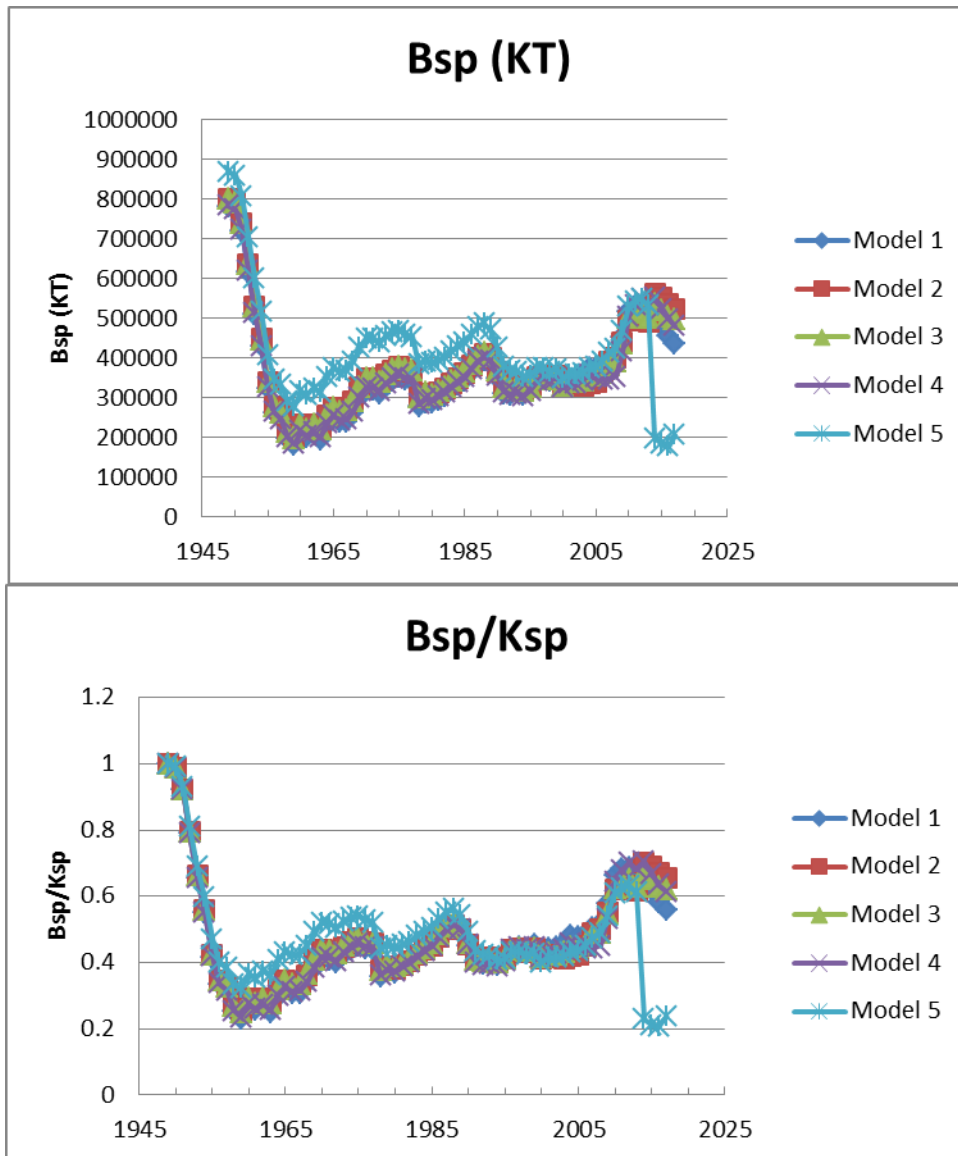 Bsp (KT)
Bsp (KT)
1000000
900000
800000
700000
600000
500000
400000
300000
200000
100000
0
1945 1965 1985 2005 2025
Model 1
Model 2
Model 3
Model 4
Model 5
Bsp/Ksp
Bsp/Ksp
1.2
1
0.8
0.6
0.4
0.2
0
1945 1965 1985 2005 2025
Model 1
Model 2
Model 3
Model 4
Model 5